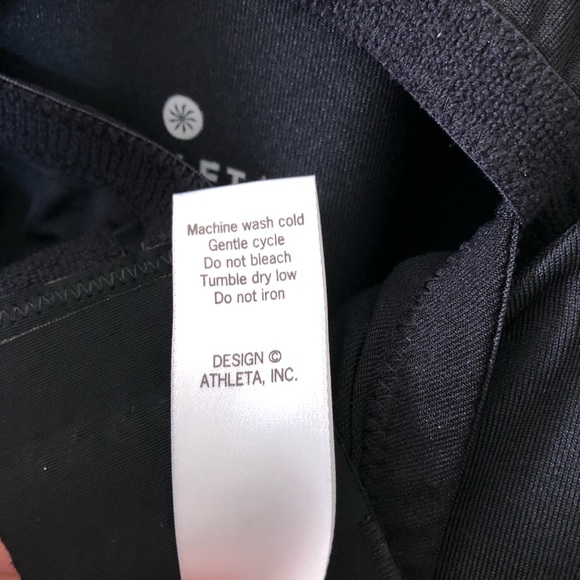 Machine wash cold
Gentle cycle
Do not bleach
Tumble dry low
Do not iron
DESIGN ©
ATHLETA, INC.